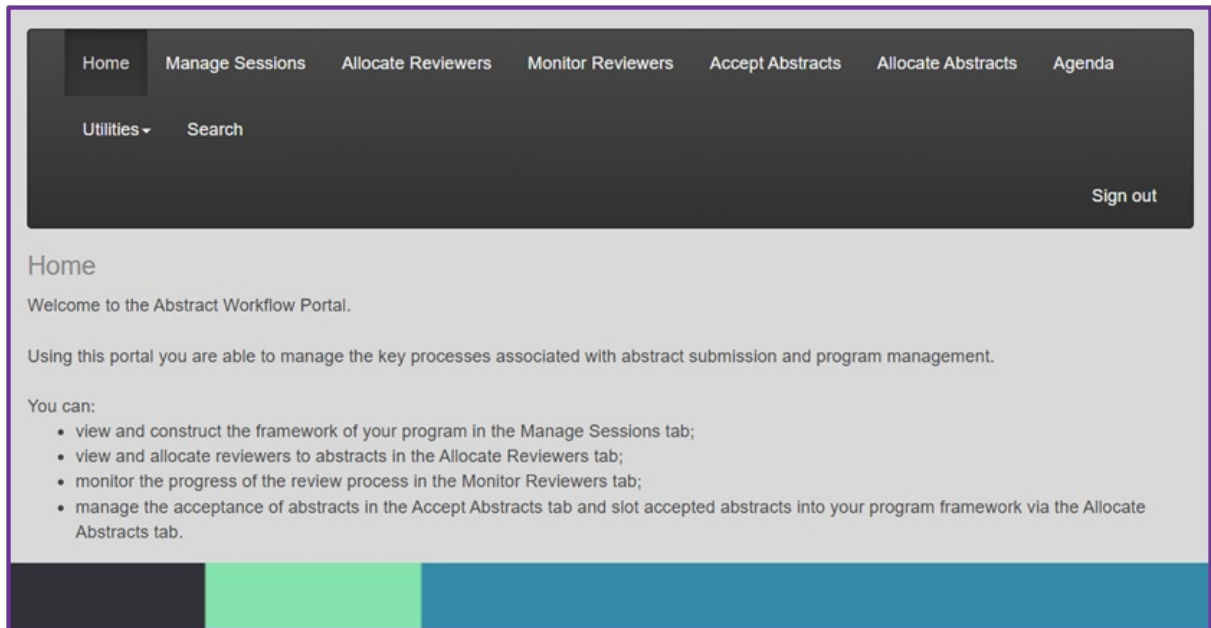 Home Manage Sessions Allocate Reviewers Monitor Reviewers Accept Abstracts Allocate Abstracts Agenda
Utilities Search
Sign out
Home
Welcome to the Abstract Workflow Portal.
Using this portal you are able to manage the key processes associated with abstract submission and program management.
You can:
• view and construct the framework of your program in the Manage Sessions tab;
• view and allocate reviewers to abstracts in the Allocate Reviewers tab;
• monitor the progress of the review process in the Monitor Reviewers tab;
• manage the acceptance of abstracts in the Accept Abstracts tab and slot accepted abstracts into your program framework via the Allocate
Abstracts tab.